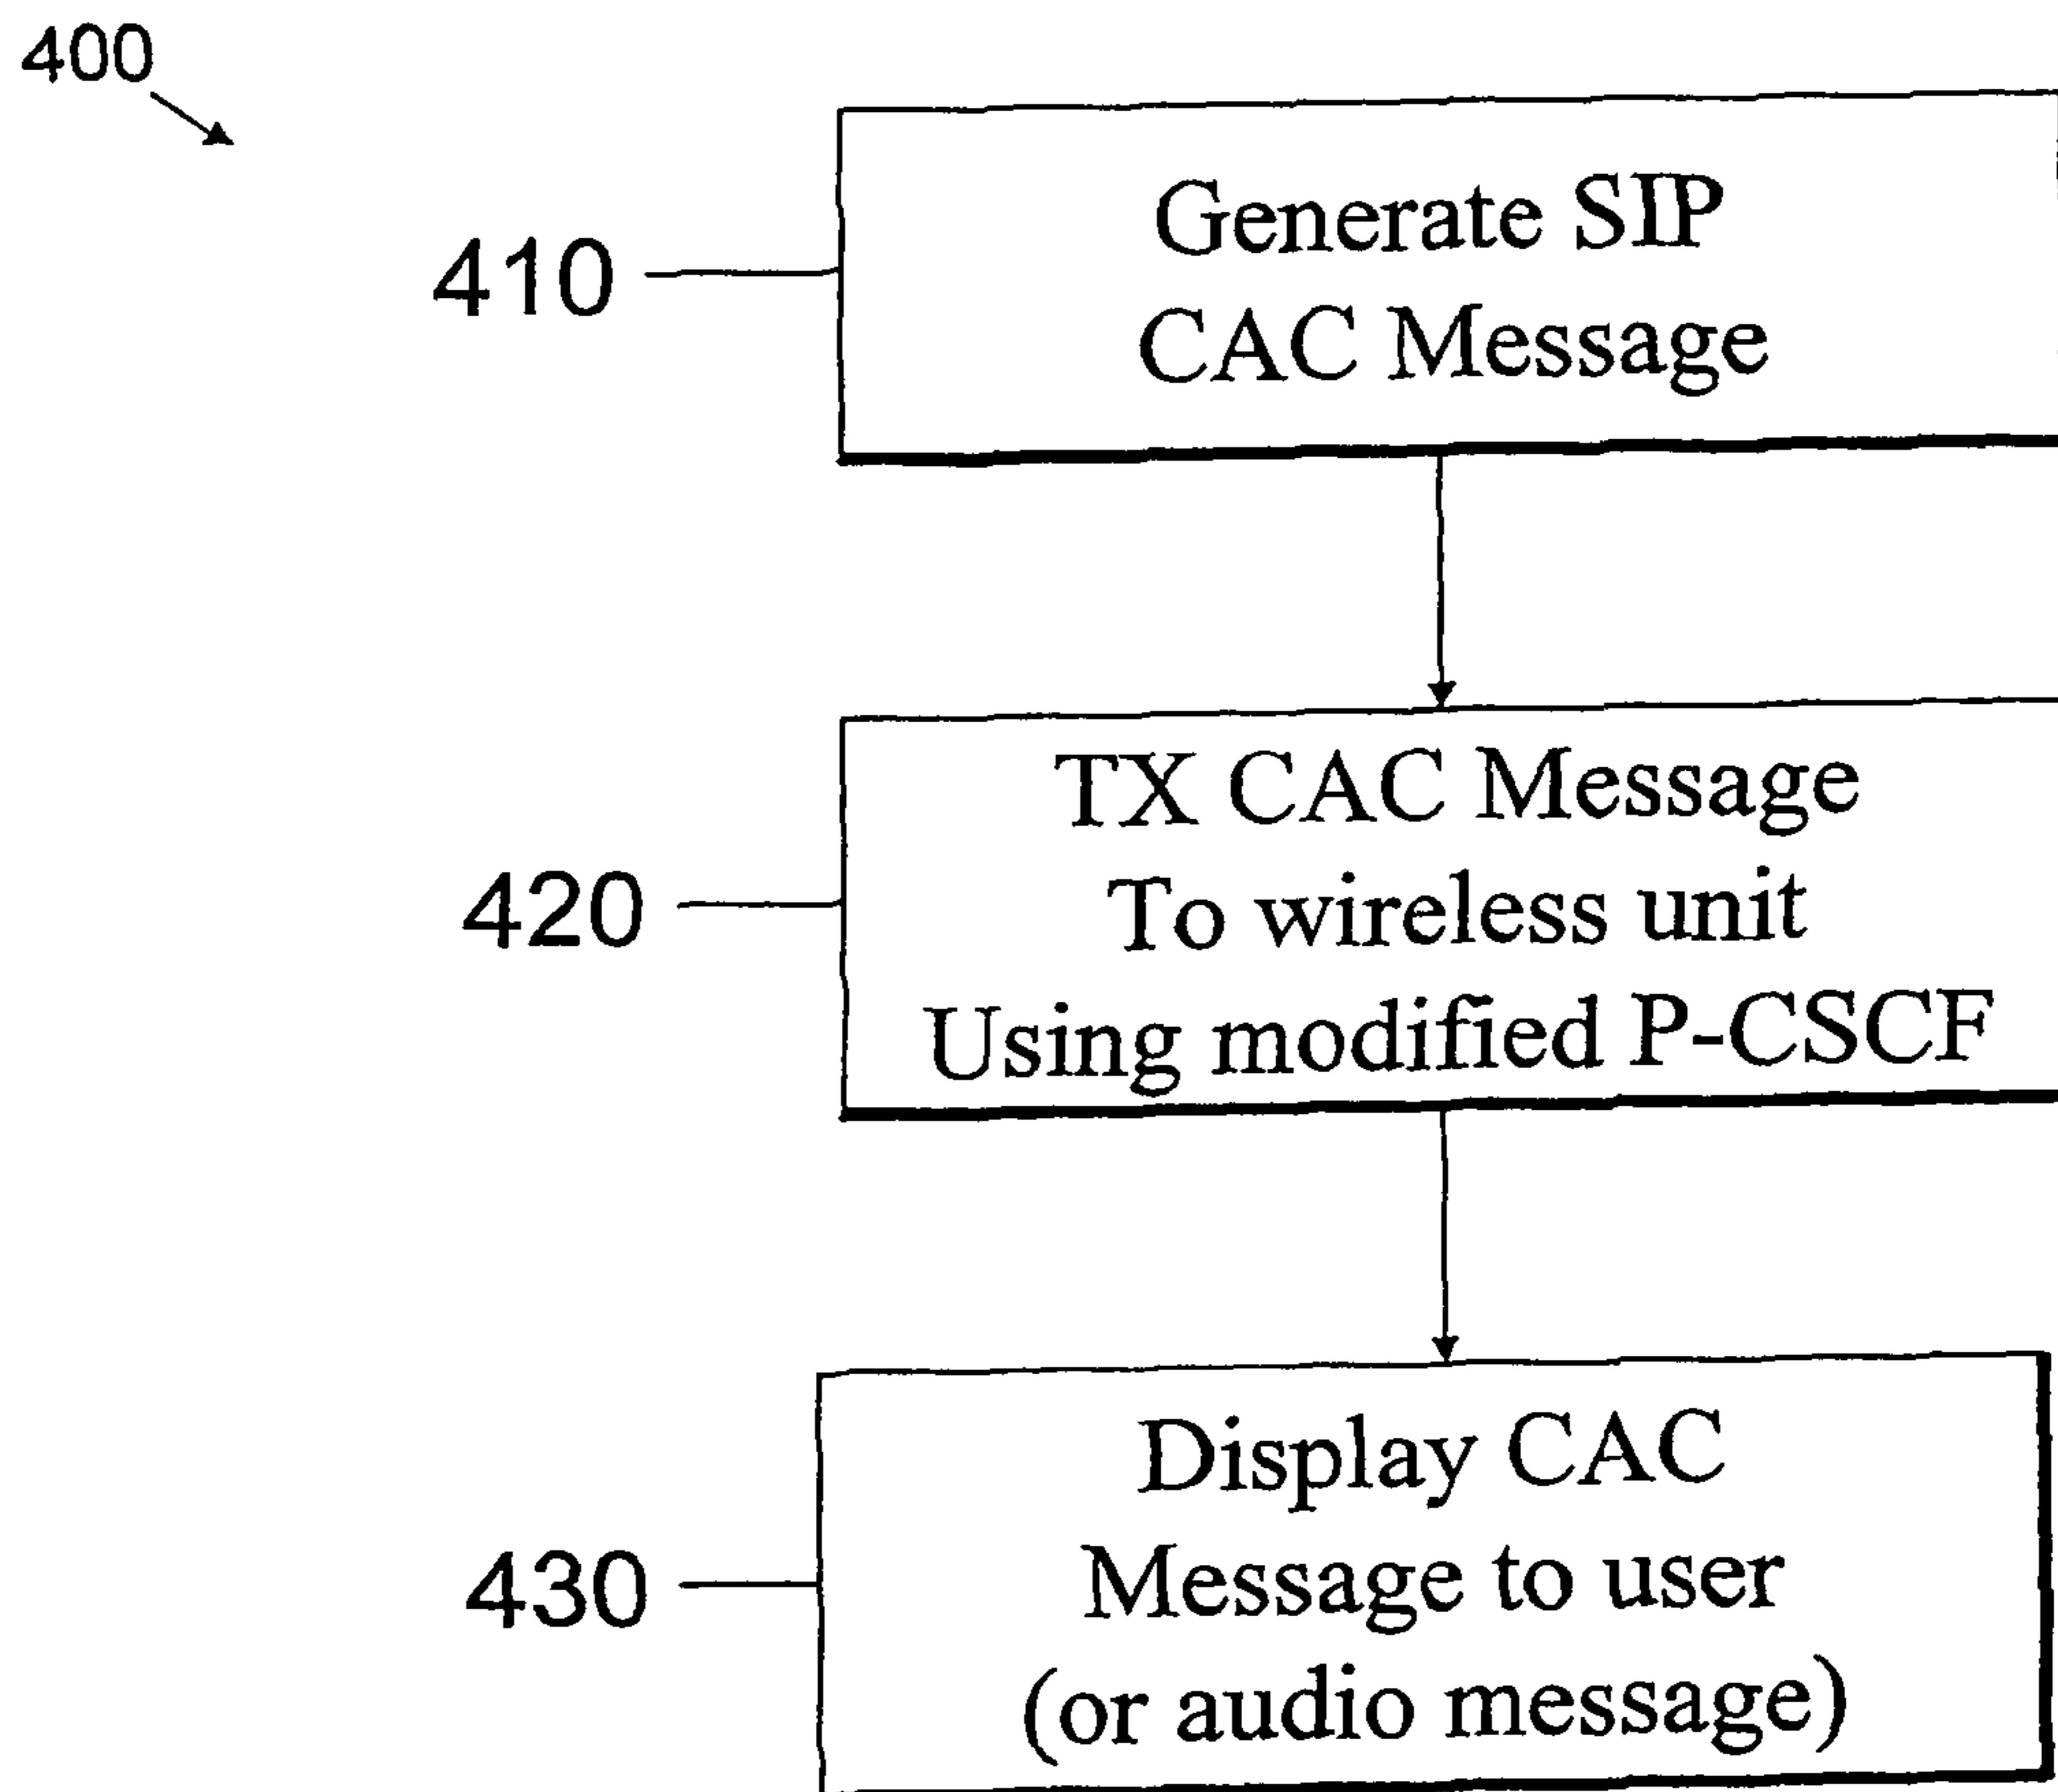 400
410
Generate SIP
CAC Message
420
TX CAC Message
To wireless unit
Using modified P-CSCF
430
Display CAC
Message to user
(or audio message)